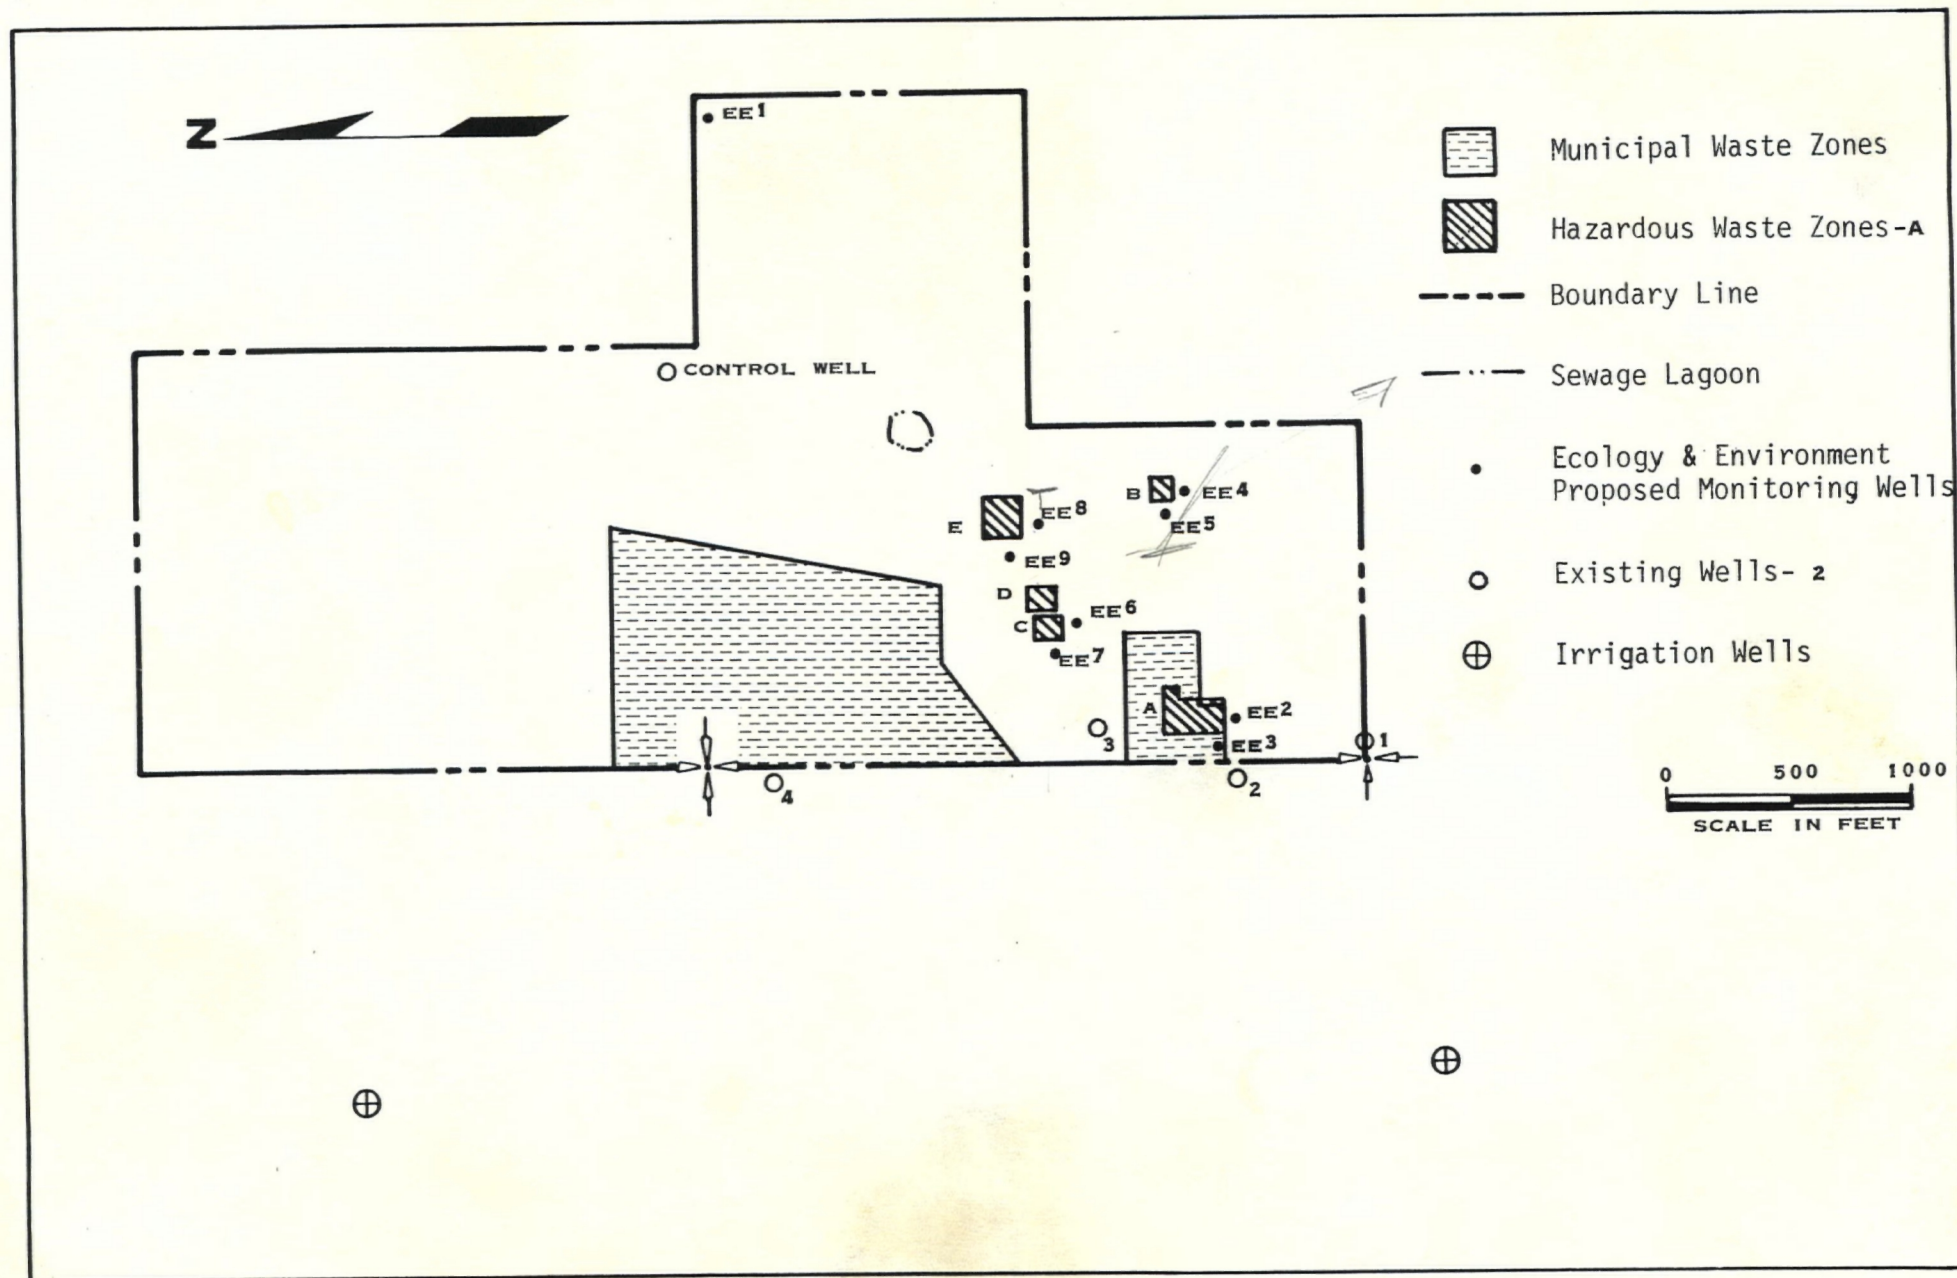 N
EE1
CONTROL WELL
B
EE4
EE5
E
EE8
EE9
D
EE6
C
EE7
A
EE2
EE3
3
1
4
2
Municipal Waste Zones
Hazardous Waste Zones-A
Boundary Line
Sewage Lagoon
Ecology & Environment
Proposed Monitoring Wells
Existing Wells- 2
Irrigation Wells
0 500 1000
SCALE IN FEET